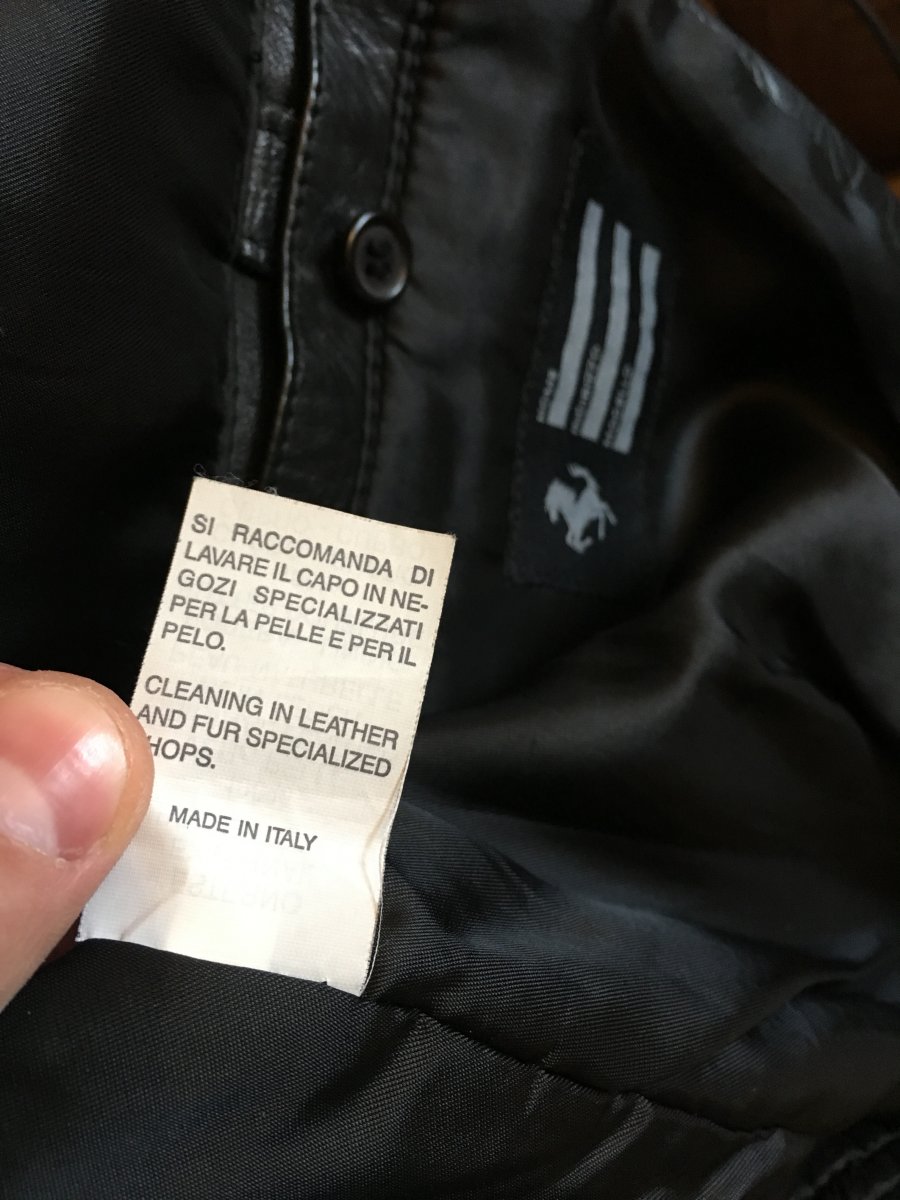 SI RACCOMANDA DI
LAVARE IL CAPO IN NE-
GOZI SPECIALIZZATI
PER LA PELLE E PER IL
PELO.
CLEANING IN LEATHER
AND FUR SPECIALIZED
HOPS.
MADE IN ITALY